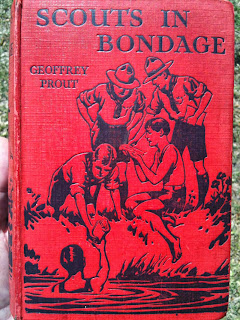 SCOUTS IN
BONDAGE
GEOFFREY
PROUT